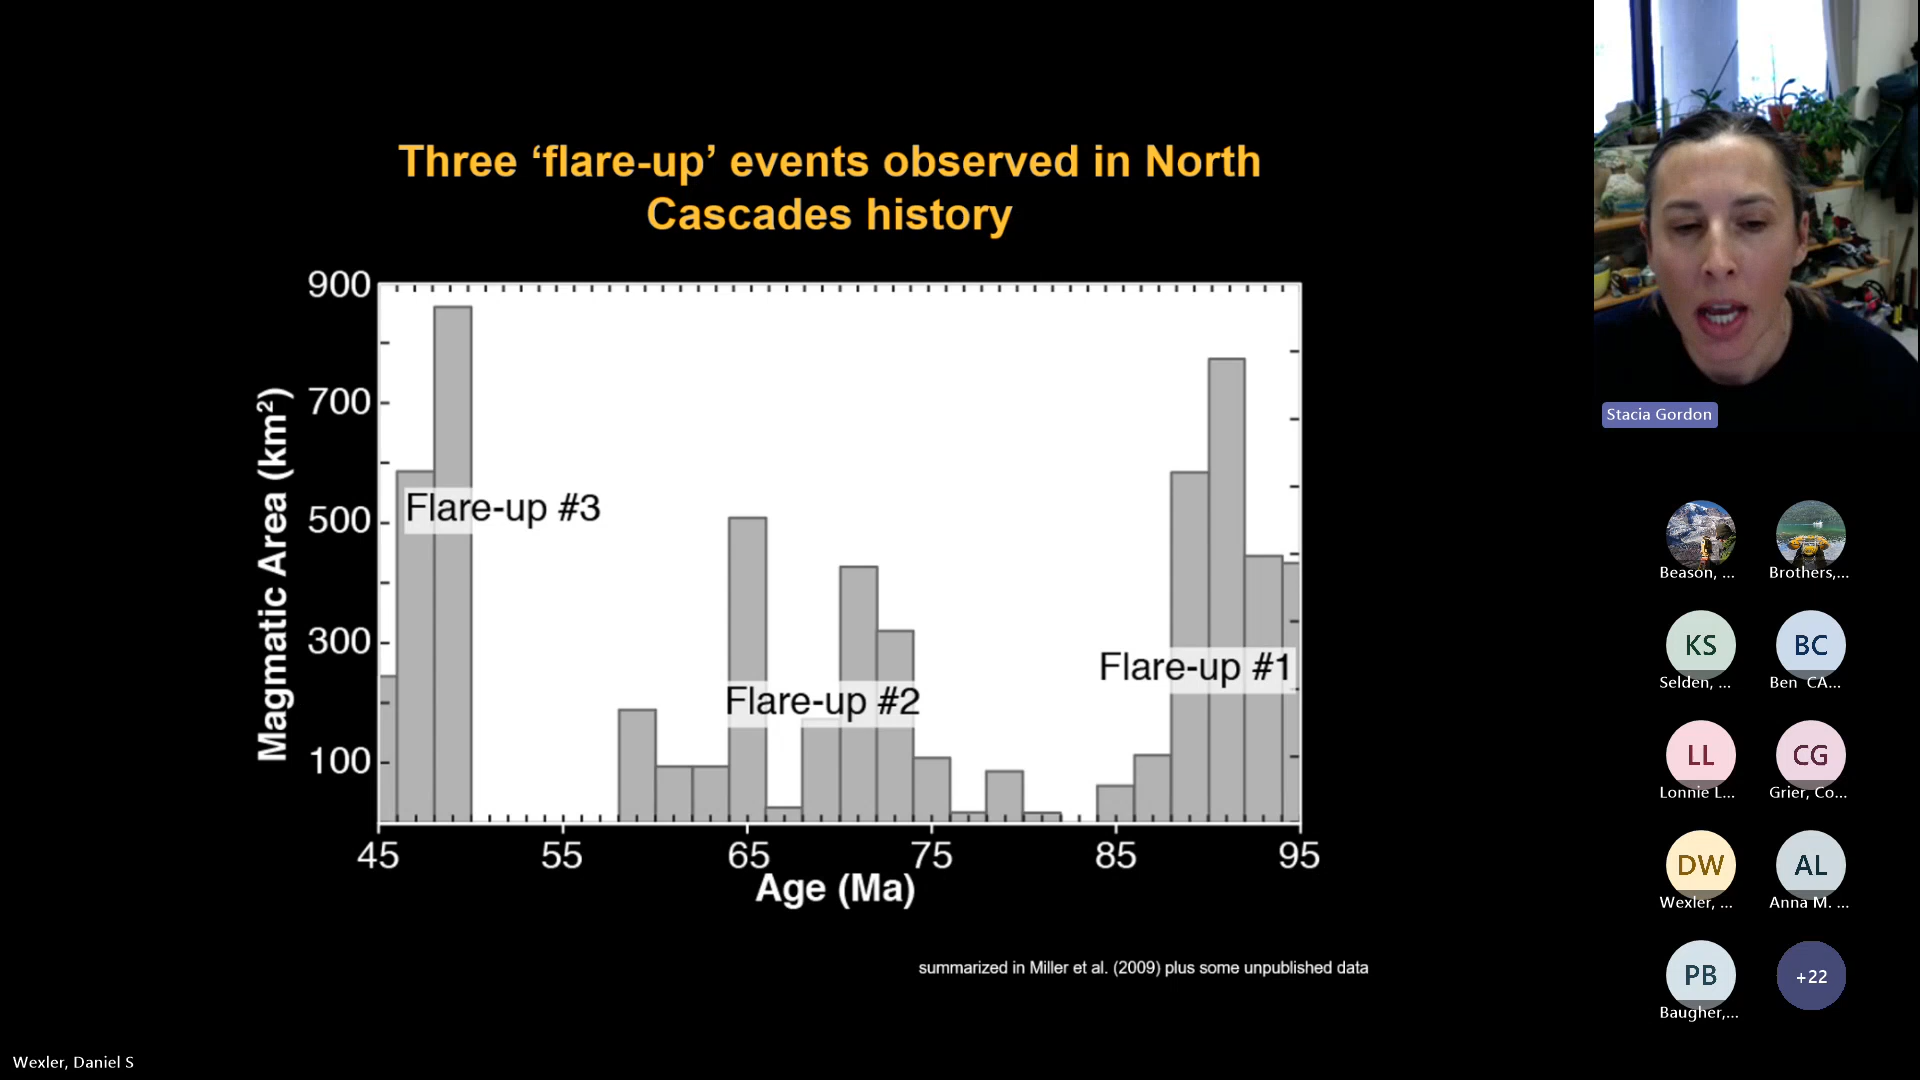 Three ‘flare-up’ events observed in North
Cascades history
900
700
500
300
100
Magmatic Area (km²)
Flare-up #3
Flare-up #2
Flare-up #1
45
55
65
75
85
95
Age (Ma)
summarized in Miller et al. (2009) plus some unpublished data
Stacia Gordon
Beason, ...
Brothers,...
KS
BC
Selden, ...
Ben CA...
LL
CG
Lonnie L...
Grier, Co...
DW
AL
Wexler, ...
Anna M. ...
PB
+22
Baugher,...
Wexler, Daniel S